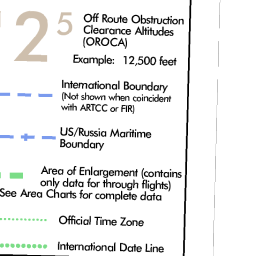 2 5 Off Route Obstruction
Clearance Altitudes
(OROCA)
Example: 12,500 feet
International Boundary
(Not shown when coincident
with ARTCC or FIR)
US/Russia Maritime
Boundary
Area of Enlargement (contains
only data for through flights)
See Area Charts for complete data
Official Time Zone
International Date Line